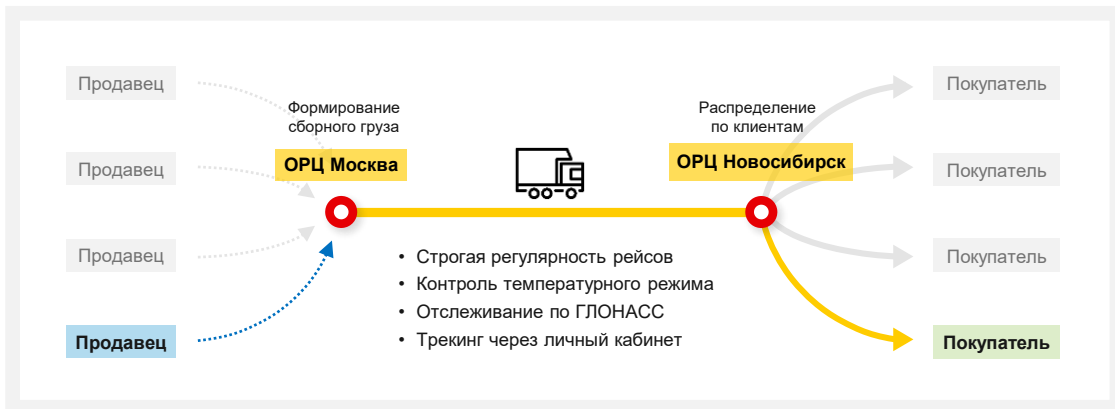 Продавец
Продавец
Продавец
Продавец
Формирование
сборного груза
ОРЦ Москва
Распределение
по клиентам
ОРЦ Новосибирск
• Строгая регулярность рейсов
• Контроль температурного режима
• Отслеживание по ГЛОНАСС
• Трекинг через личный кабинет
Покупатель
Покупатель
Покупатель
Покупатель